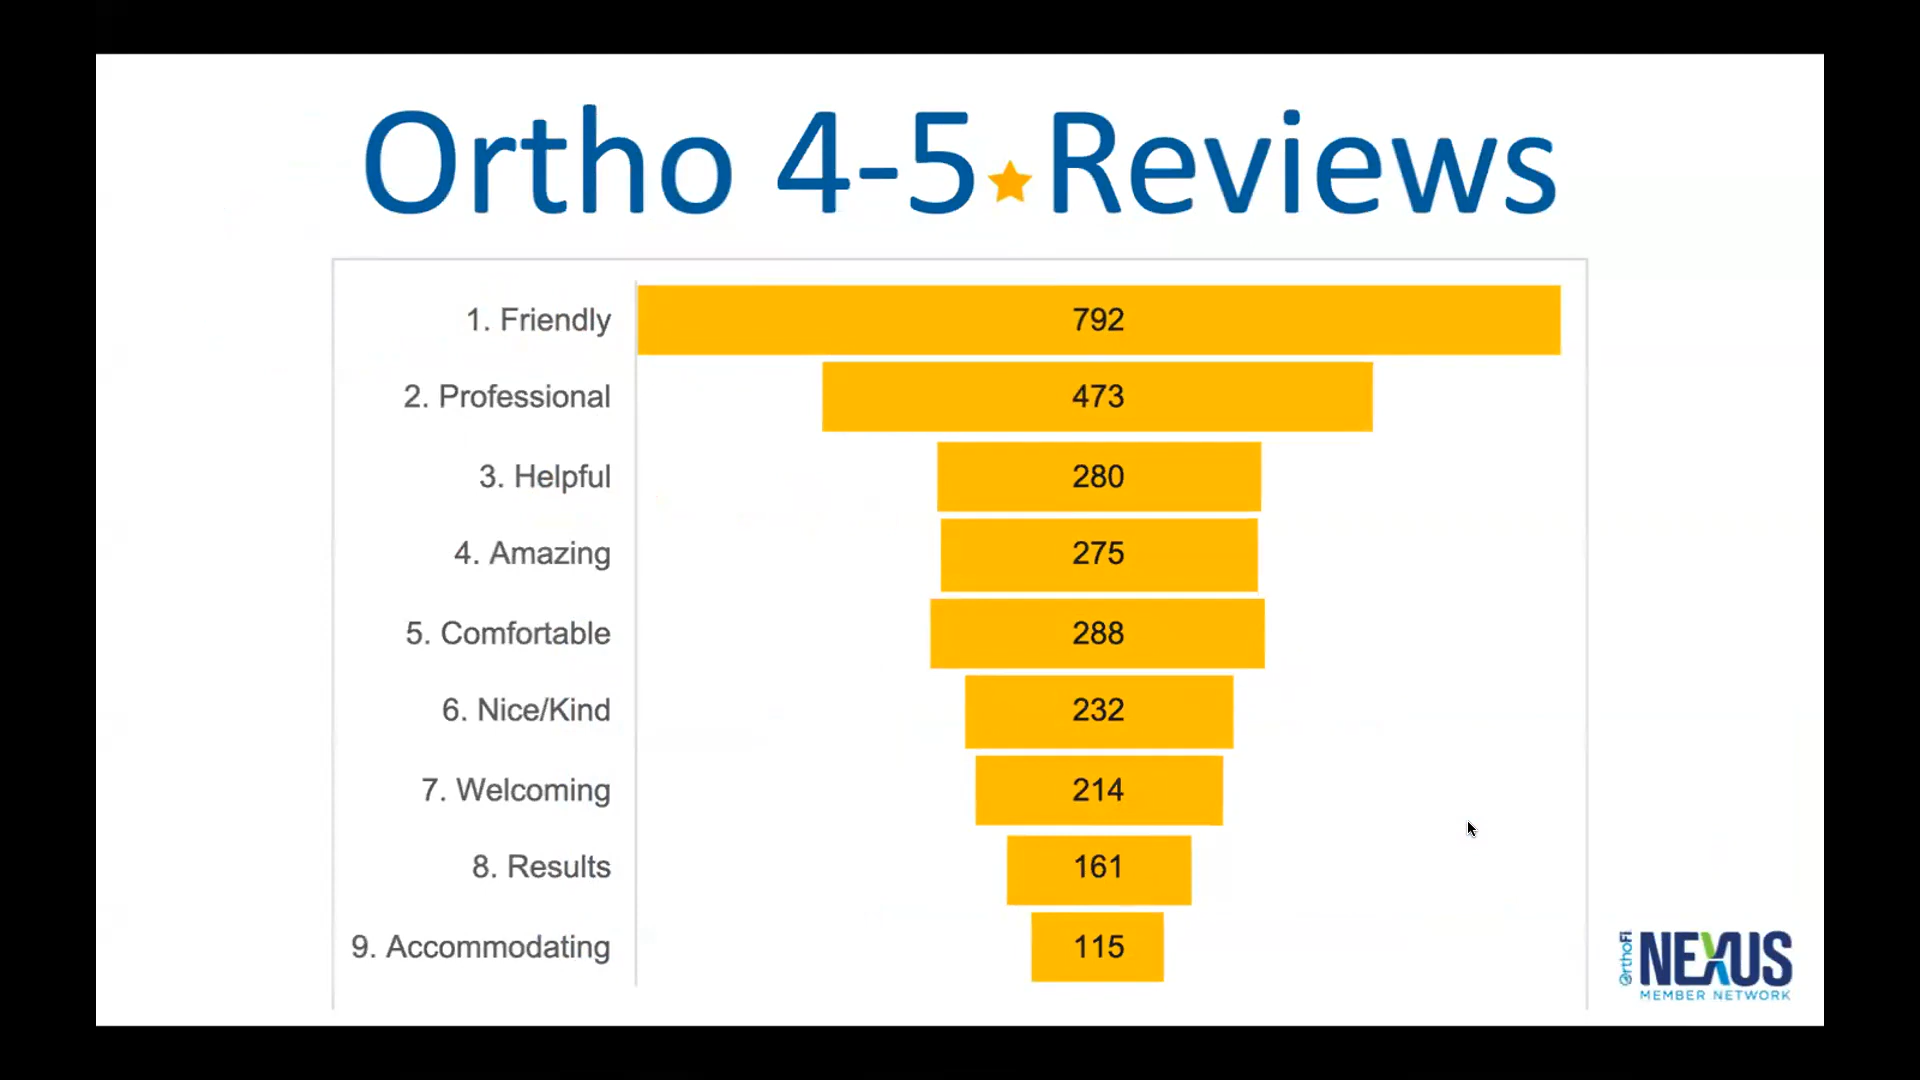 Ortho 4-5 Reviews
1. Friendly 792
2. Professional 473
3. Helpful 280
4. Amazing 275
5. Comfortable 288
6. Nice/Kind 232
7. Welcoming 214
8. Results 161
9. Accommodating 115
OrthoFi
NEXUS
MEMBER NETWORK